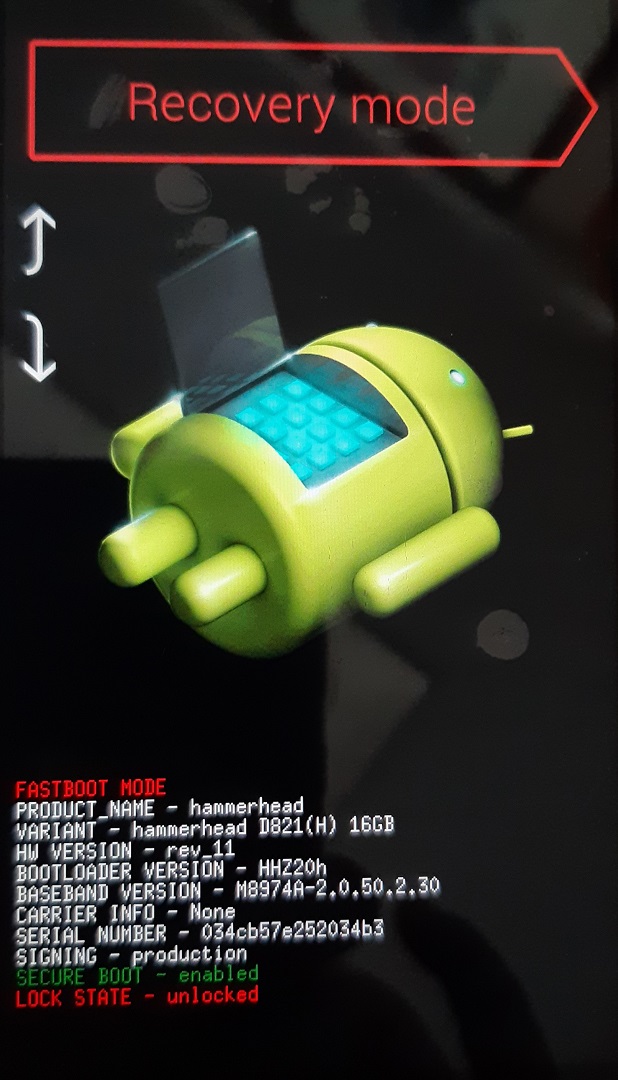 Recovery mode
FASTBOOT MODE
PRODUCT_NAME - hammerhead
VARIANT - hammerhead D821(H) 16GB
HW VERSION - rev_11
BOOTLOADER VERSION - HHZ20h
BASEBAND VERSION - M8974A-2.0.50.2.30
CARRIER INFO - None
SERIAL NUMBER - 034cb57e252034b3
SIGNING - production
SECURE BOOT - enabled
LOCK STATE - unlocked